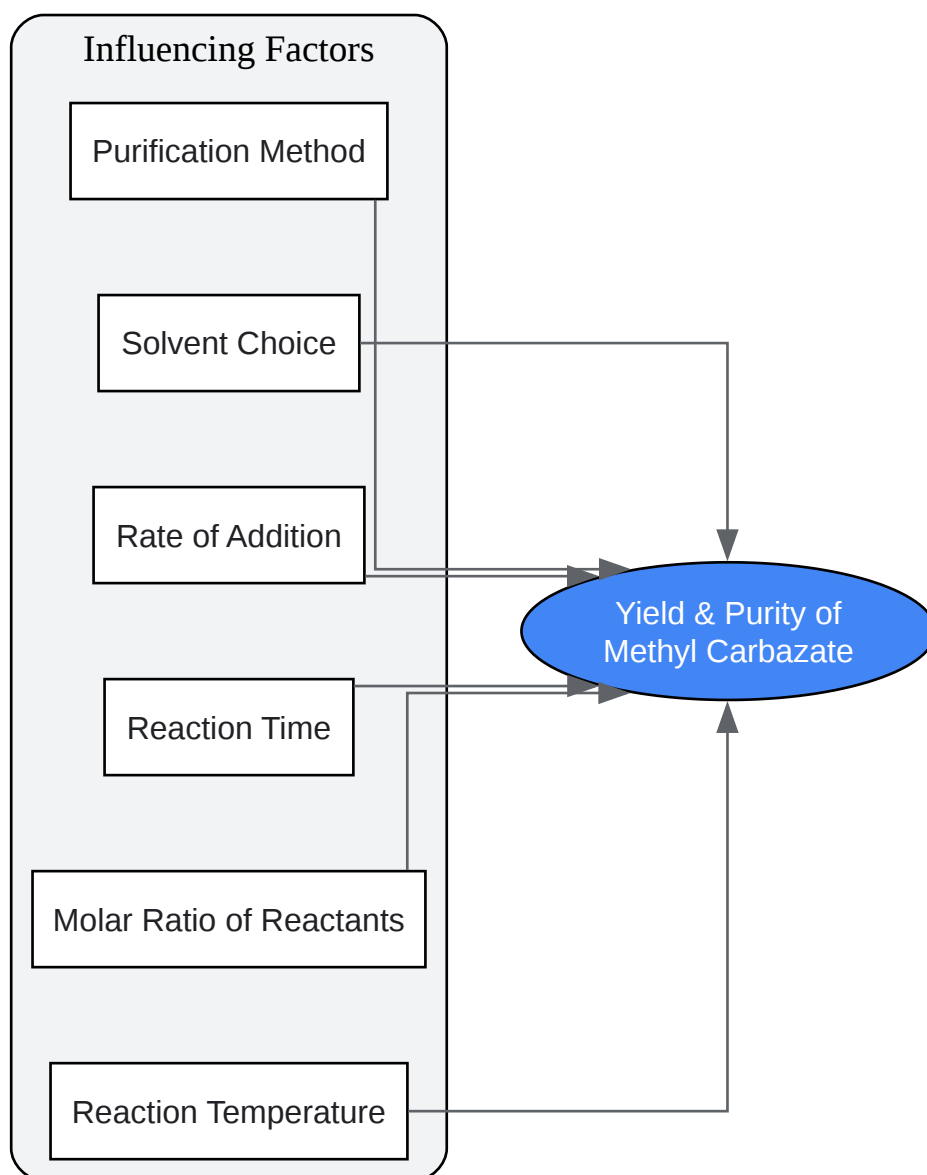 Influencing Factors
Purification Method
Solvent Choice
Rate of Addition
Reaction Time
Molar Ratio of Reactants
Reaction Temperature
Yield & Purity of
Methyl Carbazate